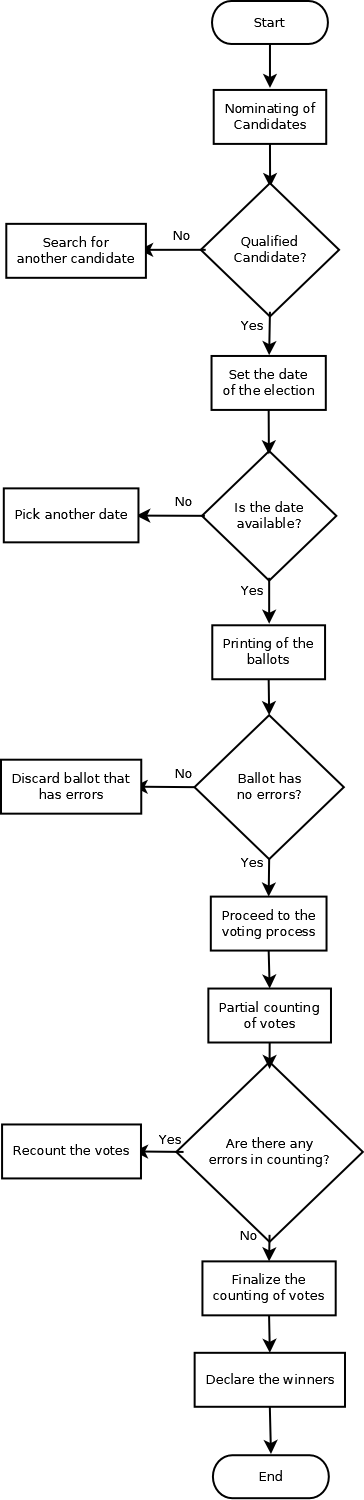 Start
Nominating of
Candidates
Qualified
Candidate?
No
Search for
another candidate
Yes
Set the date
of the election
Is the date
available?
No
Pick another date
Yes
Printing of the
ballots
Ballot has
no errors?
No
Discard ballot that
has errors
Yes
Proceed to the
voting process
Partial counting
of votes
Are there any
errors in counting?
Yes
Recount the votes
No
Finalize the
counting of votes
Declare the winners
End